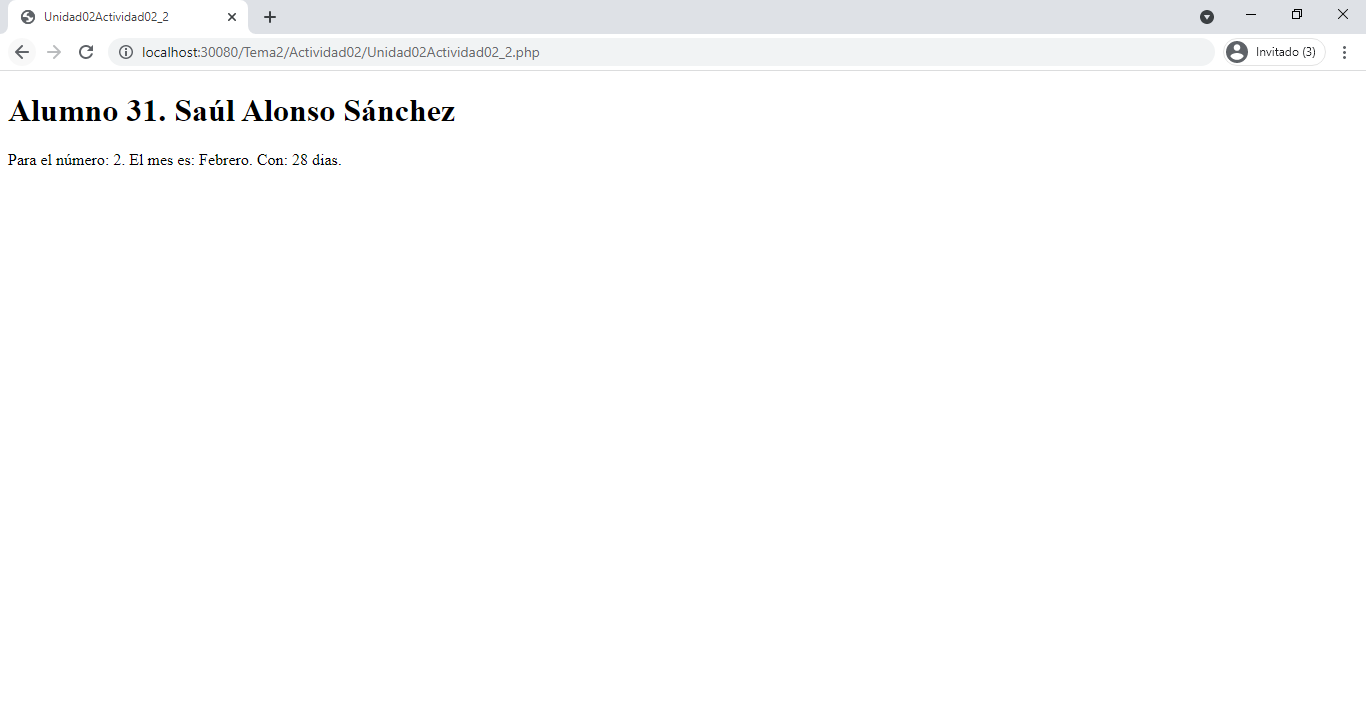 Unidad02Actividad02_2
localhost:30080/Tema2/Actividad02/Unidad02Actividad02_2.php
Invitado (3)
Alumno 31. Saúl Alonso Sánchez
Para el número: 2. El mes es: Febrero. Con: 28 dias.